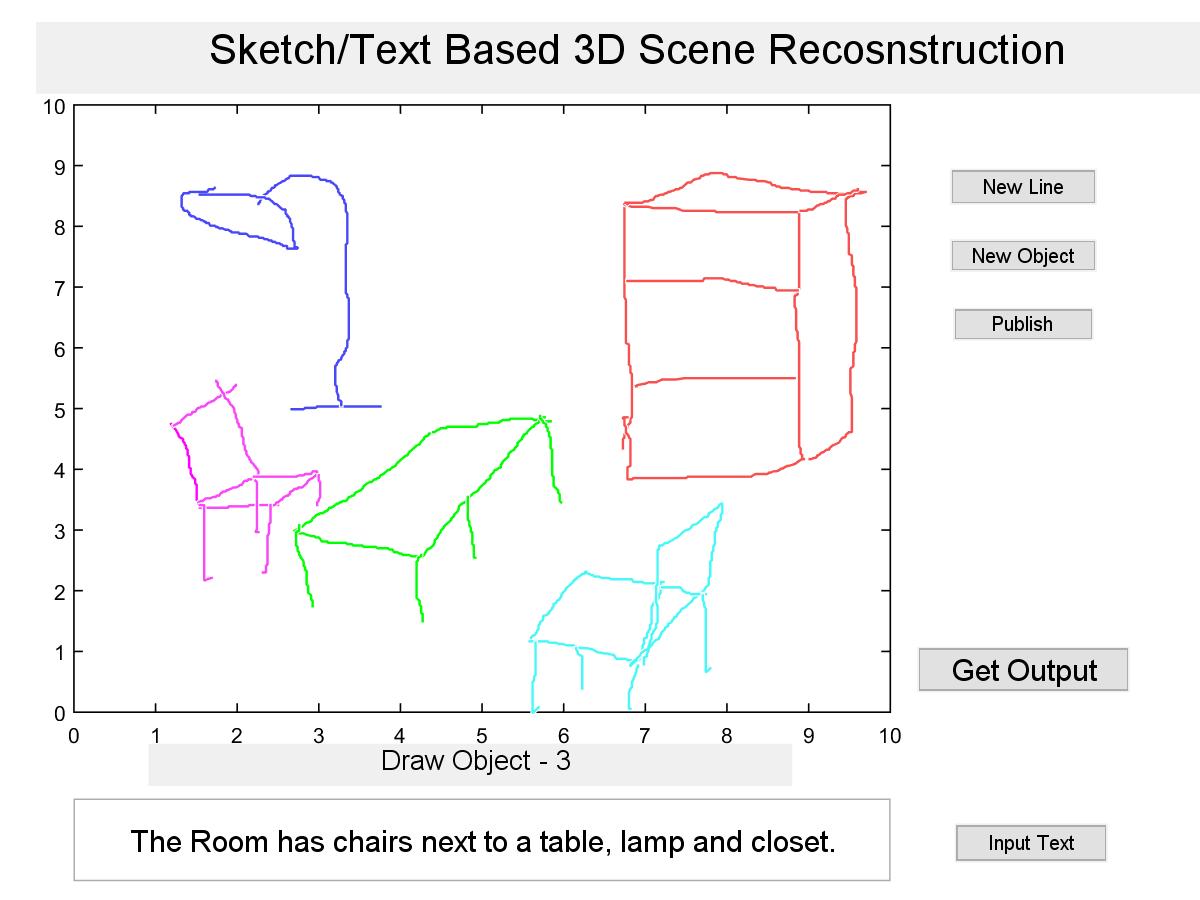 Sketch/Text Based 3D Scene Recosnstruction
10
9
8
7
6
5
4
3
2
1
0
0 1 2 3 4 5 6 7 8 9 10
New Line
New Object
Publish
Get Output
Draw Object - 3
The Room has chairs next to a table, lamp and closet.
Input Text